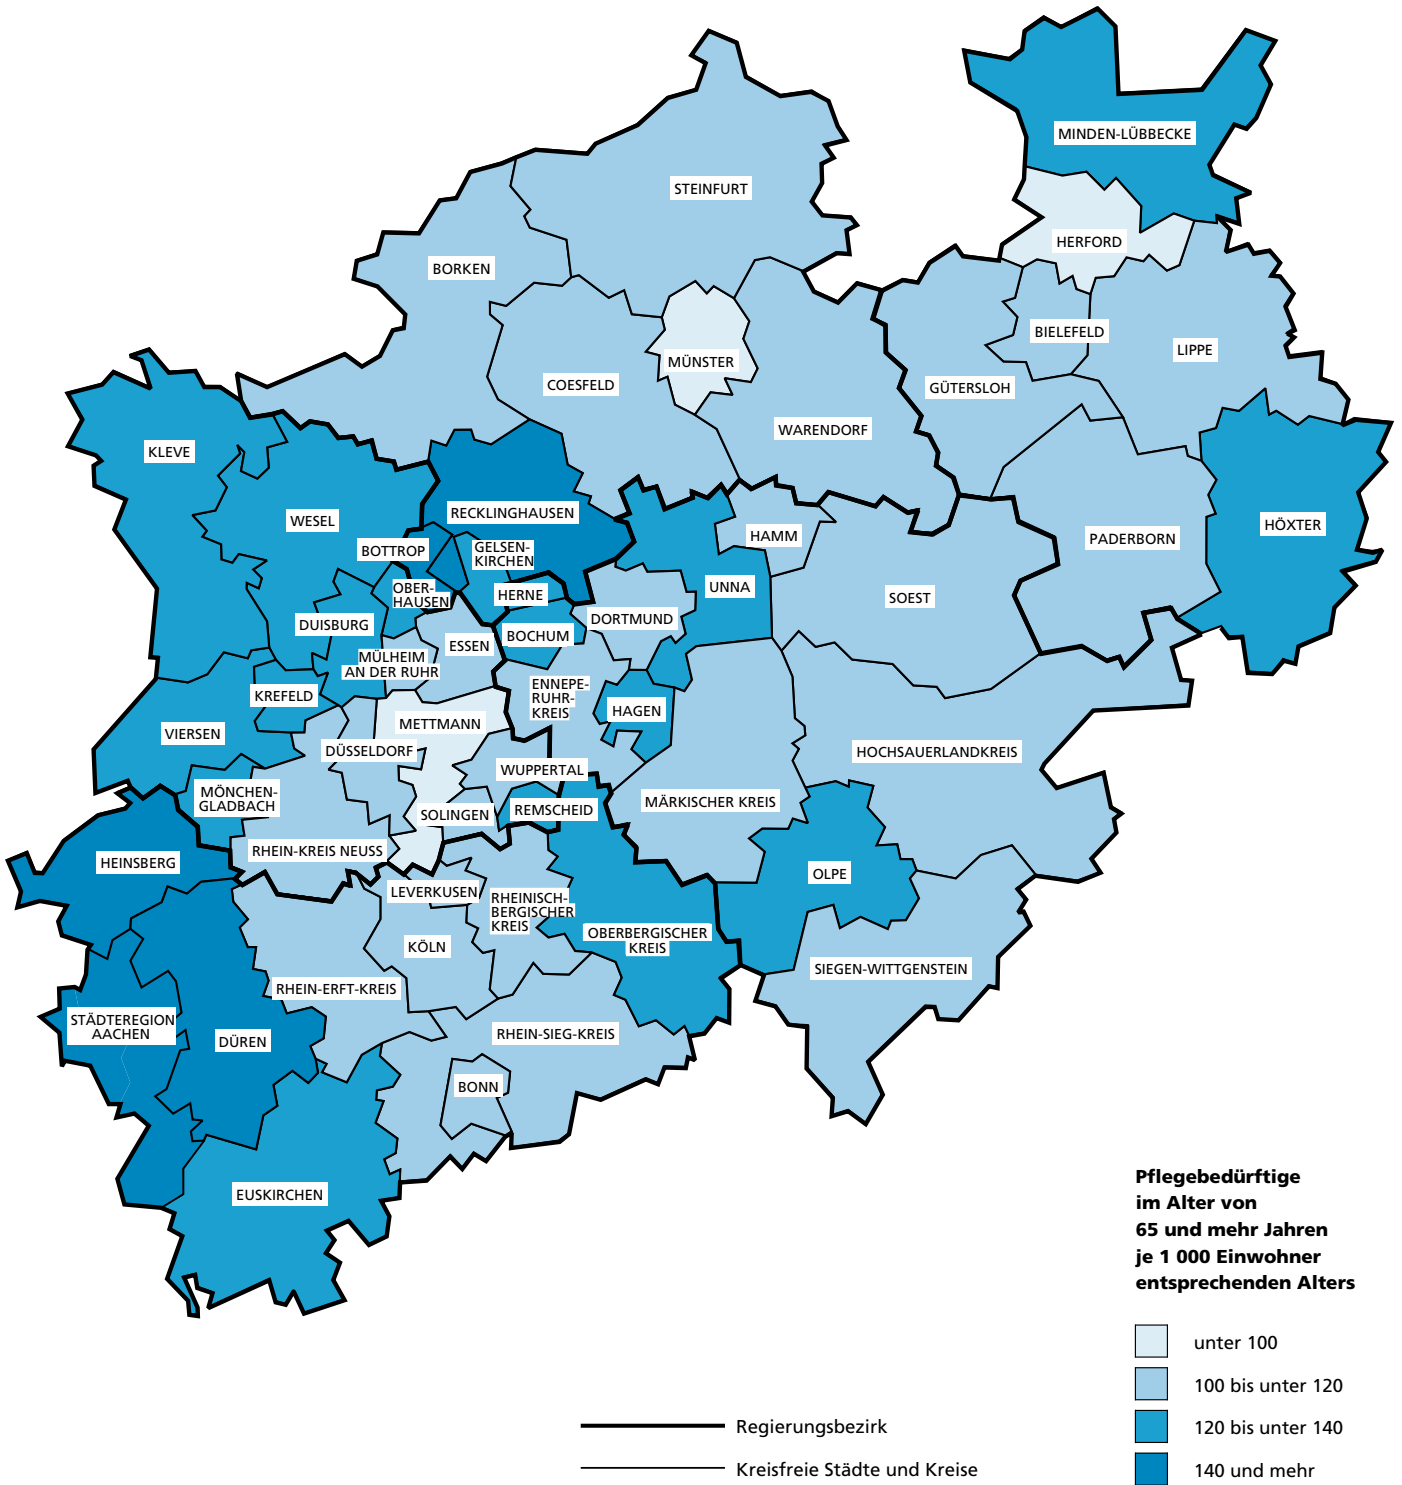 MINDEN-LÜBBECKE
STEINFURT
HERFORD
BORKEN
BIELEFELD
LIPPE
MÜNSTER
COESFELD
GÜTERSLOH
WARENDORF
KLEVE
RECKLINGHAUSEN
WESEL
HÖXTER
HAMM
PADERBORN
BOTTROP
GELSEN-
KIRCHEN
UNNA
OBER-
HAUSEN
HERNE
SOEST
DUISBURG
DORTMUND
BOCHUM
ESSEN
MÜLHEIM
AN DER RUHR
KREFELD
ENNEPE-
RUHR-
KREIS
HAGEN
METTMANN
VIERSEN
DÜSSELDORF
HOCHSAUERLANDKREIS
WUPPERTAL
MÖNCHEN-
GLADBACH
MÄRKISCHER KREIS
SOLINGEN
REMSCHEID
RHEIN-KREIS NEUSS
HEINSBERG
OLPE
LEVERKUSEN
RHEINISCH-
BERGISCHER
KREIS
OBERBERGISCHER
KREIS
KÖLN
SIEGEN-WITTGENSTEIN
RHEIN-ERFT-KREIS
STÄDTEREGION
AACHEN
RHEIN-SIEG-KREIS
DÜREN
BONN
EUSKIRCHEN
Pflegebedürftige
im Alter von
65 und mehr Jahren
je 1 000 Einwohner
entsprechenden Alters
unter 100
100 bis unter 120
120 bis unter 140
140 und mehr
Regierungsbezirk
Kreisfreie Städte und Kreise